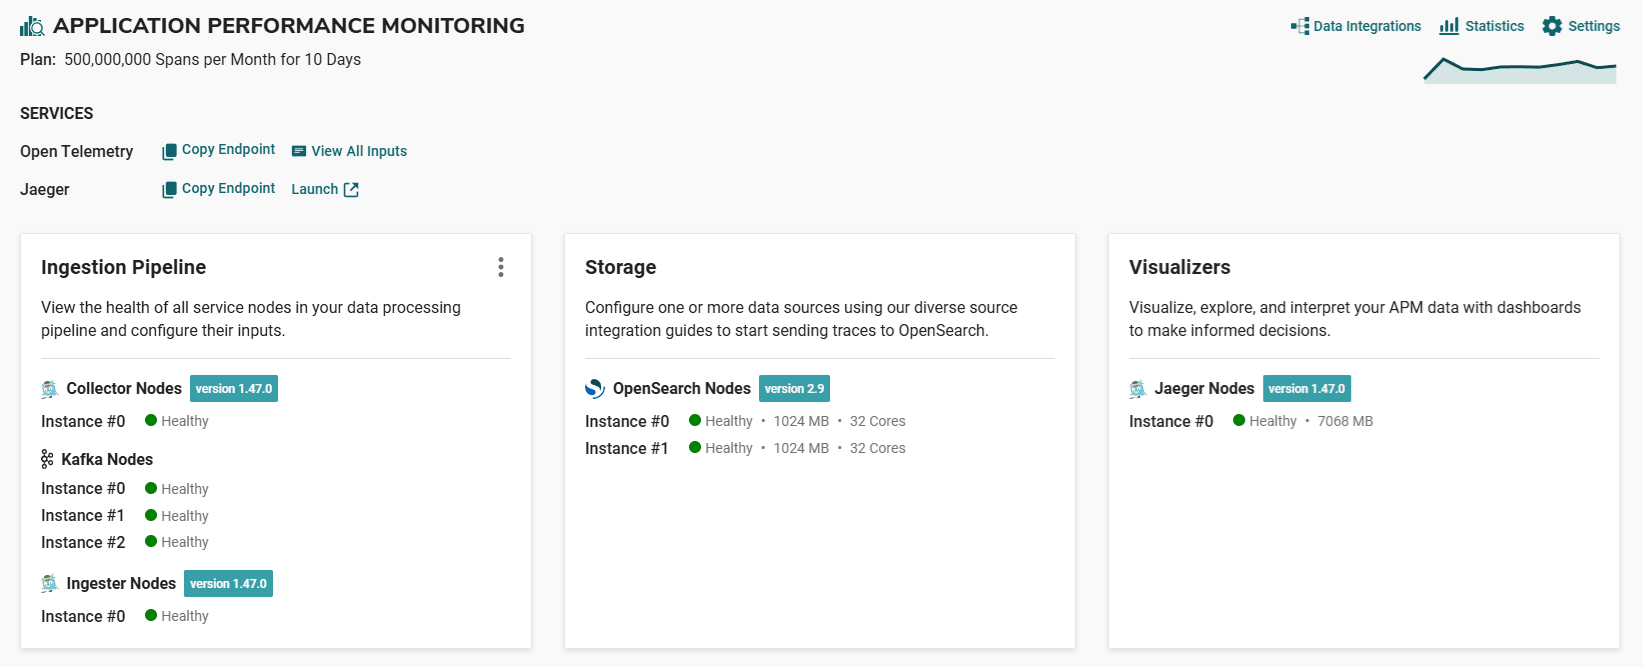 APPLICATION PERFORMANCE MONITORING
Data Integrations
Statistics
Settings
Plan: 500,000,000 Spans per Month for 10 Days
SERVICES
Open Telemetry Copy Endpoint View All Inputs
Jaeger Copy Endpoint Launch
Ingestion Pipeline
View the health of all service nodes in your data processing
pipeline and configure their inputs.
Collector Nodes version 1.47.0
Instance #0 Healthy
Kafka Nodes
Instance #0 Healthy
Instance #1 Healthy
Instance #2 Healthy
Ingester Nodes version 1.47.0
Instance #0 Healthy
Storage
Configure one or more data sources using our diverse source
integration guides to start sending traces to OpenSearch.
OpenSearch Nodes version 2.9
Instance #0 Healthy • 1024 MB • 32 Cores
Instance #1 Healthy • 1024 MB • 32 Cores
Visualizers
Visualize, explore, and interpret your APM data with dashboards
to make informed decisions.
Jaeger Nodes version 1.47.0
Instance #0 Healthy • 7068 MB